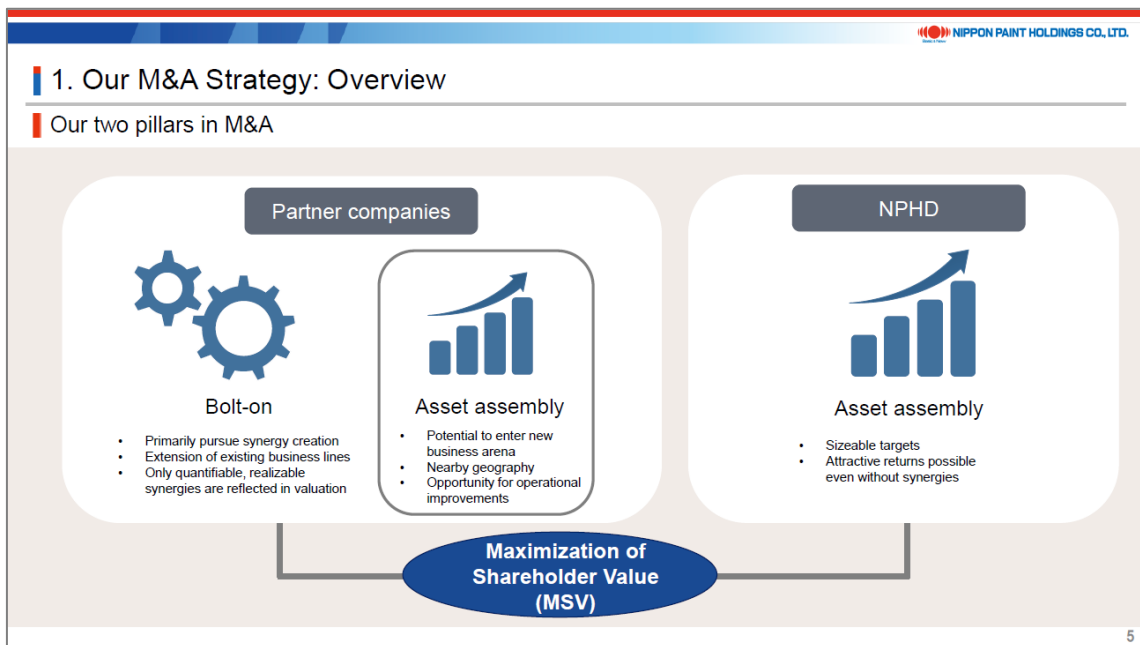 NIPPON PAINT HOLDINGS CO., LTD.
1. Our M&A Strategy: Overview
Our two pillars in M&A
Partner companies
Bolt-on
• Primarily pursue synergy creation
• Extension of existing business lines
• Only quantifiable, realizable
synergies are reflected in valuation
Asset assembly
• Potential to enter new
business arena
• Nearby geography
• Opportunity for operational
improvements
NPHD
Asset assembly
• Sizeable targets
• Attractive returns possible
even without synergies
Maximization of
Shareholder Value
(MSV)
5